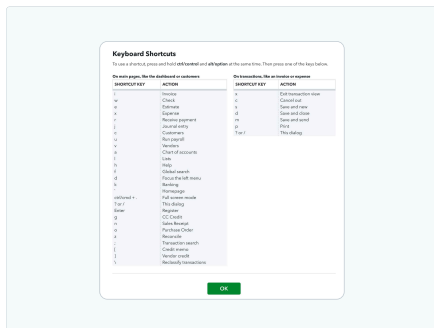 Keyboard Shortcuts
To use a shortcut, press and hold ctrl/control and alt/option at the same time. Then press one of the keys below.
On main pages, like the dashboard or customers
SHORTCUT KEY ACTION
i Invoice
w Check
e Estimate
x Expense
r Receive payment
j Journal entry
c Customers
u Run payroll
v Vendors
a Chart of accounts
l Lists
h Help
f Global search
d Focus the left menu
k Banking
' Homepage
ctrl/cmd + . Full screen mode
? or / This dialog
Enter Register
g CC Credit
n Sales Receipt
o Purchase Order
z Reconcile
; Transaction search
[ Credit memo
] Vendor credit
\ Reclassify transactions
On transactions, like an invoice or expense
SHORTCUT KEY ACTION
x Exit transaction view
c Cancel out
s Save and new
d Save and close
m Save and send
p Print
? or / This dialog
OK